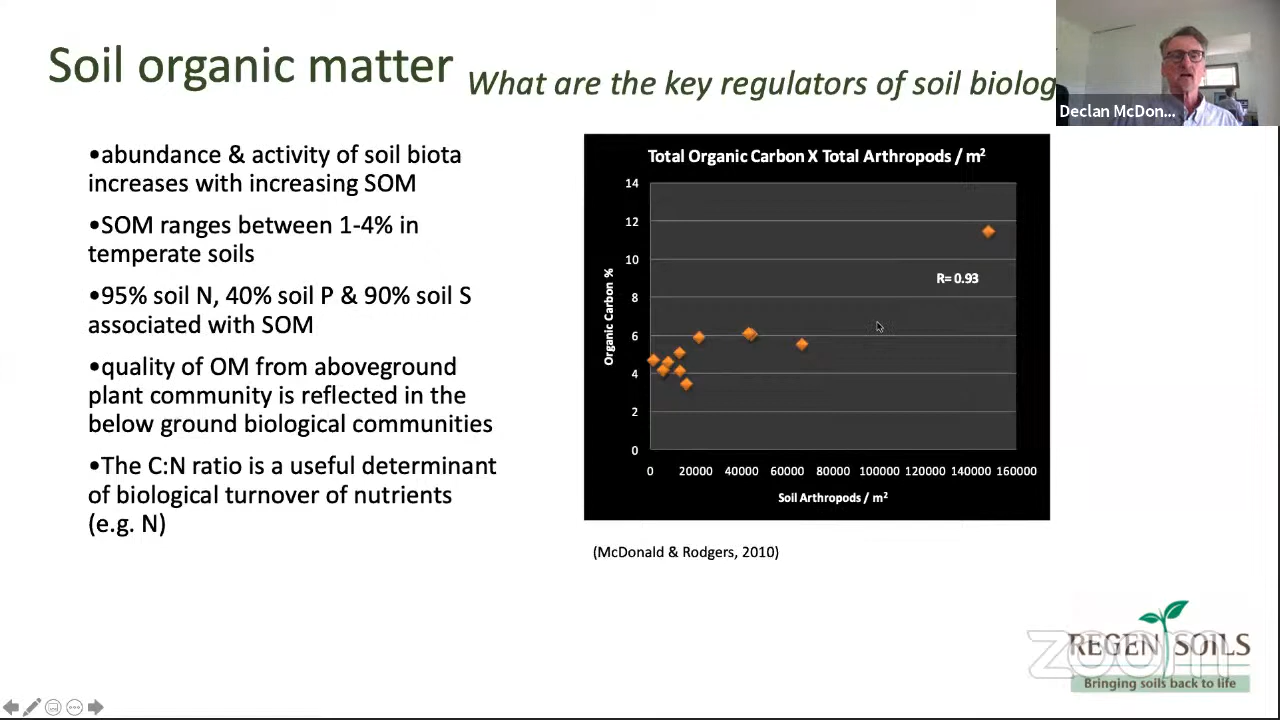 Soil organic matter
What are the key regulators of soil biolog
Declan McDon...
•abundance & activity of soil biota
increases with increasing SOM
•SOM ranges between 1-4% in
temperate soils
•95% soil N, 40% soil P & 90% soil S
associated with SOM
•quality of OM from aboveground
plant community is reflected in the
below ground biological communities
•The C:N ratio is a useful determinant
of biological turnover of nutrients
(e.g. N)
Total Organic Carbon X Total Arthropods / m²
Organic Carbon %
14
12
10
8
6
4
2
0
R= 0.93
0 20000 40000 60000 80000 100000 120000 140000 160000
Soil Arthropods / m²
(McDonald & Rodgers, 2010)
zoom
REGEN SOILS
Bringing soils back to life